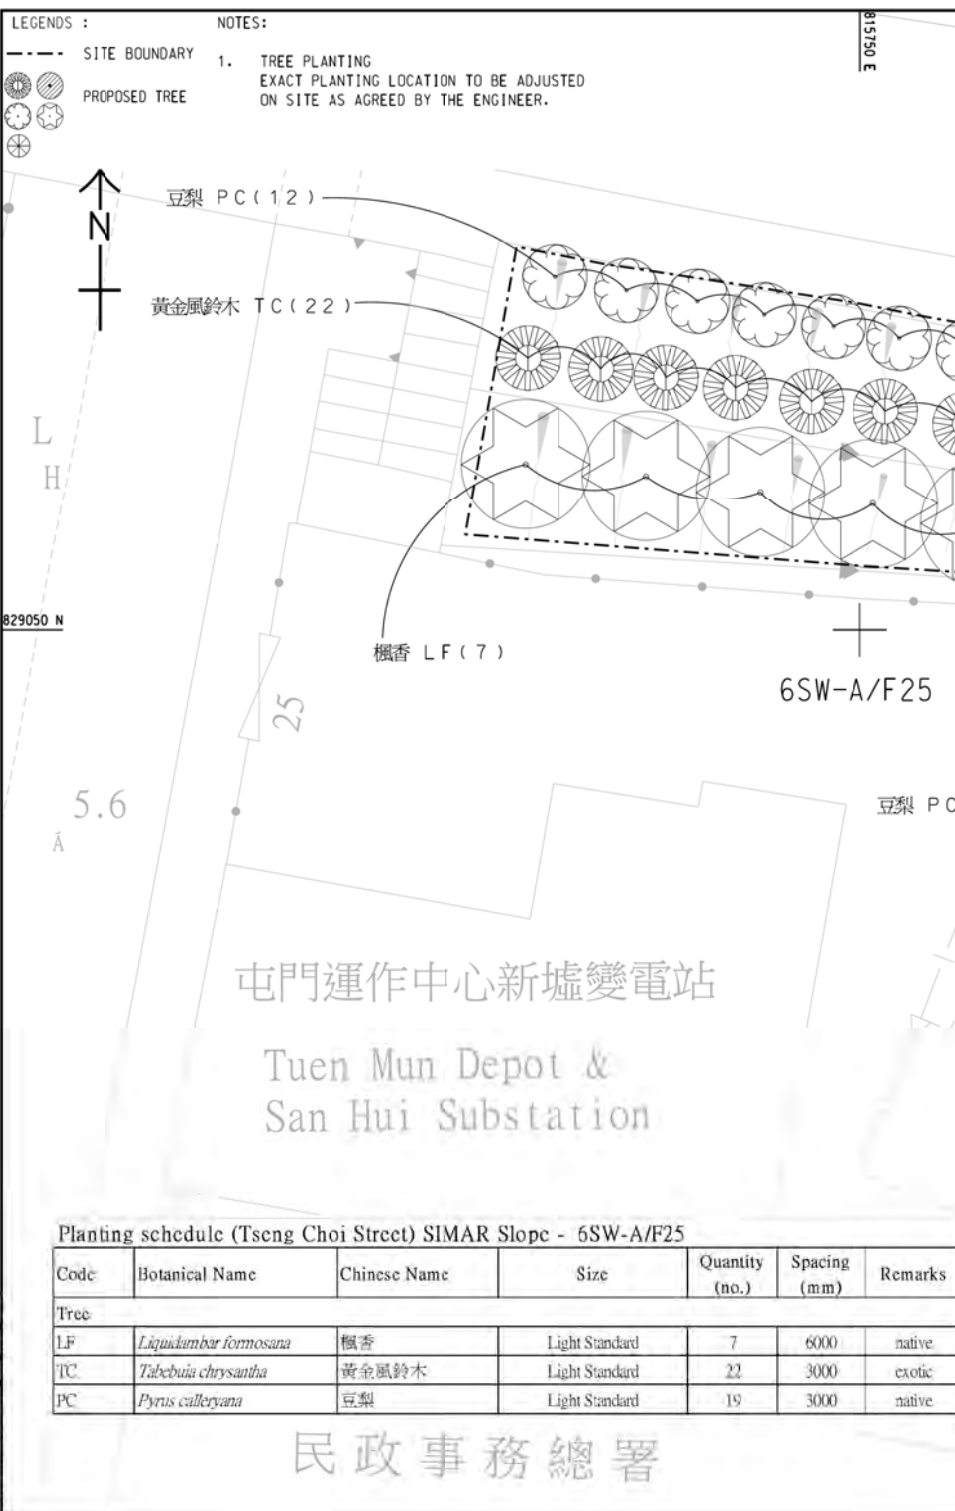 LEGENDS :
SITE BOUNDARY
PROPOSED TREE
NOTES:
1. TREE PLANTING
EXACT PLANTING LOCATION TO BE ADJUSTED
ON SITE AS AGREED BY THE ENGINEER.
815750 E
N
豆梨 PC(12)
黃金風鈴木 TC(22)
L
H
829050 N
楓香 LF(7)
6SW-A/F25
25
5.6
Á
豆梨 PC
屯門運作中心新墟變電站
Tuen Mun Depot &
San Hui Substation
Planting schedule (Tseng Choi Street) SIMAR Slope - 6SW-A/F25
Code Botanical Name Chinese Name Size Quantity (no.) Spacing (mm) Remarks
Tree
LF Liquidambar formosana 楓香 Light Standard 7 6000 native
TC Tabebuia chrysantha 黃金風鈴木 Light Standard 22 3000 exotic
PC Pyrus calleryana 豆梨 Light Standard 19 3000 native
民政事務總署